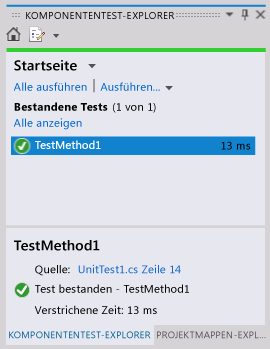 KOMPONENTENTEST-EXPLORER
Startseite
Alle ausführen | Ausführen...
Bestandene Tests (1 von 1)
Alle anzeigen
TestMethod1 13 ms
TestMethod1
Quelle: UnitTest1.cs Zeile 14
Test bestanden - TestMethod1
Verstrichene Zeit: 13 ms
KOMPONENTENTEST-EXPLORER PROJEKTMAPPEN-EXPL...